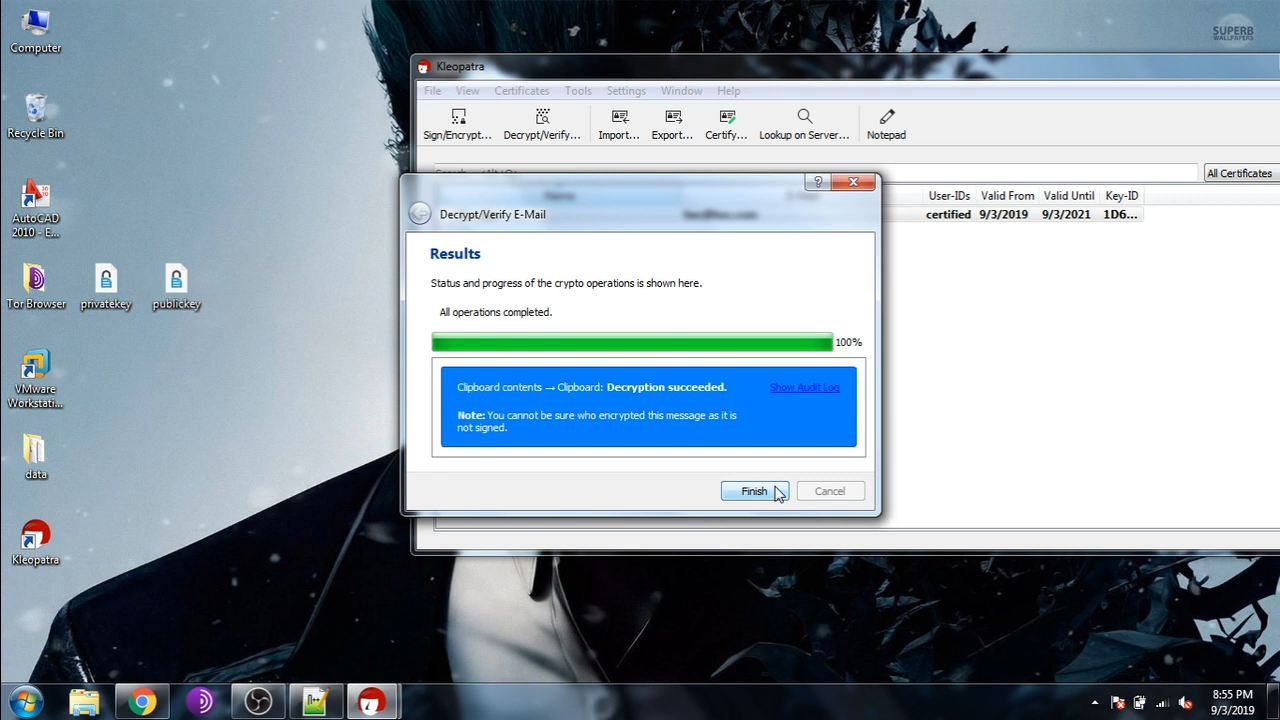 Computer
SUPERB
WALLPAPERS
Kleopatra
File View Certificates Tools Settings Window Help
Recycle Bin
Sign/Encrypt... Decrypt/Verify... Import... Export... Certify... Lookup on Server... Notepad
All Certificates
User-IDs Valid From Valid Until Key-ID
Decrypt/Verify E-Mail
certified 9/3/2019 9/3/2021 1D6...
AutoCAD
2010 - E...
Results
Status and progress of the crypto operations is shown here.
Tor Browser privatekey publickey
All operations completed.
100%
Clipboard contents → Clipboard: Decryption succeeded. Show Audit Log
Note: You cannot be sure who encrypted this message as it is
not signed.
VMware
Workstati...
data
Finish Cancel
Kleopatra
8:55 PM
9/3/2019